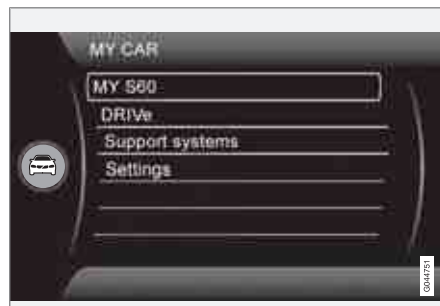 MY CAR
MY S60
DRIVe
Support systems
Settings
G044751